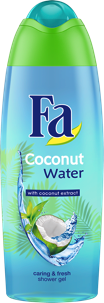 Fa
Coconut
Water
with coconut extract
caring & fresh
shower gel